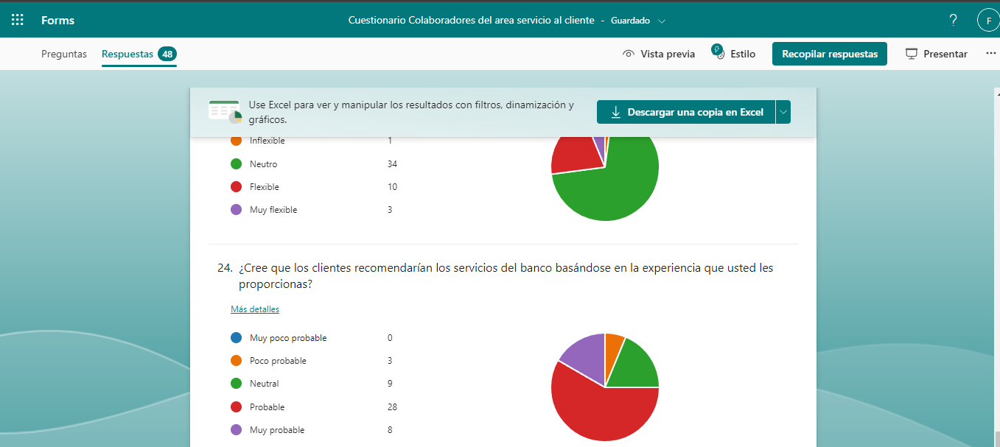 Forms
Cuestionario Colaboradores del area servicio al cliente - Guardado
?
F
Preguntas
Respuestas 48
Vista previa
Estilo
Recopilar respuestas
Presentar
...
Use Excel para ver y manipular los resultados con filtros, dinamización y
gráficos.
Descargar una copia en Excel
Inflexible 1
Neutro 34
Flexible 10
Muy flexible 3
24. ¿Cree que los clientes recomendarían los servicios del banco basándose en la experiencia que usted les
proporcionas?
Más detalles
Muy poco probable 0
Poco probable 3
Neutral 9
Probable 28
Muy probable 8